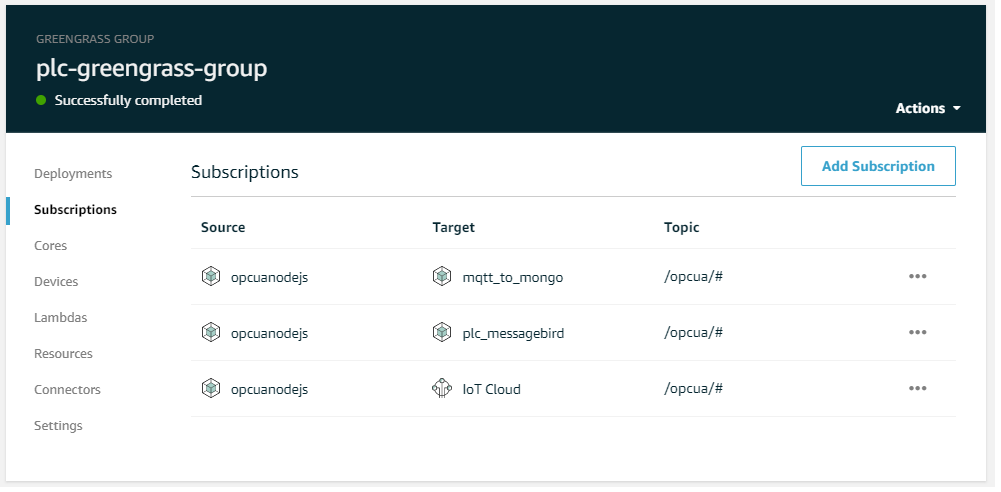 GREENGRASS GROUP
plc-greengrass-group
Successfully completed
Actions
Deployments
Subscriptions
Cores
Devices
Lambdas
Resources
Connectors
Settings
Subscriptions
Add Subscription
Source Target Topic
opcuanodejs mqtt_to_mongo /opcua/#
opcuanodejs plc_messagebird /opcua/#
opcuanodejs IoT Cloud /opcua/#